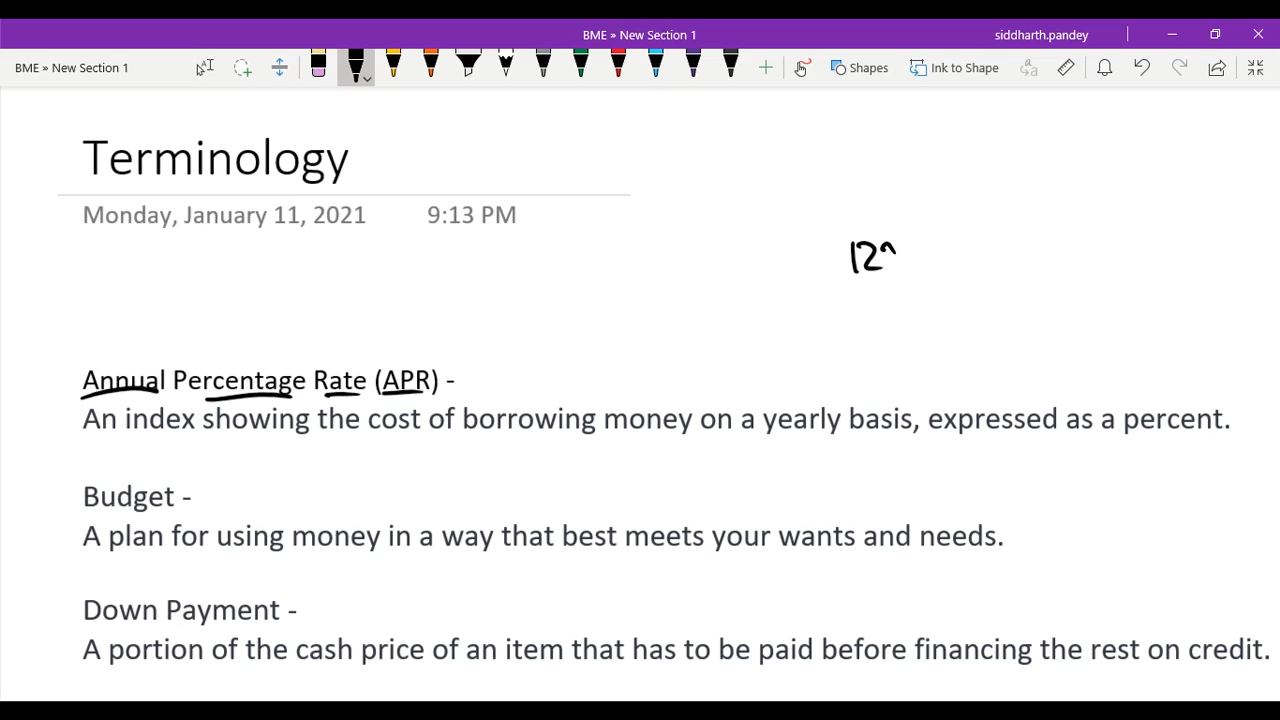 BME » New Section 1
siddharth.pandey
BME » New Section 1
Shapes
Ink to Shape
Terminology
Monday, January 11, 2021 9:13 PM
12
Annual Percentage Rate (APR) -
An index showing the cost of borrowing money on a yearly basis, expressed as a percent.
Budget -
A plan for using money in a way that best meets your wants and needs.
Down Payment -
A portion of the cash price of an item that has to be paid before financing the rest on credit.